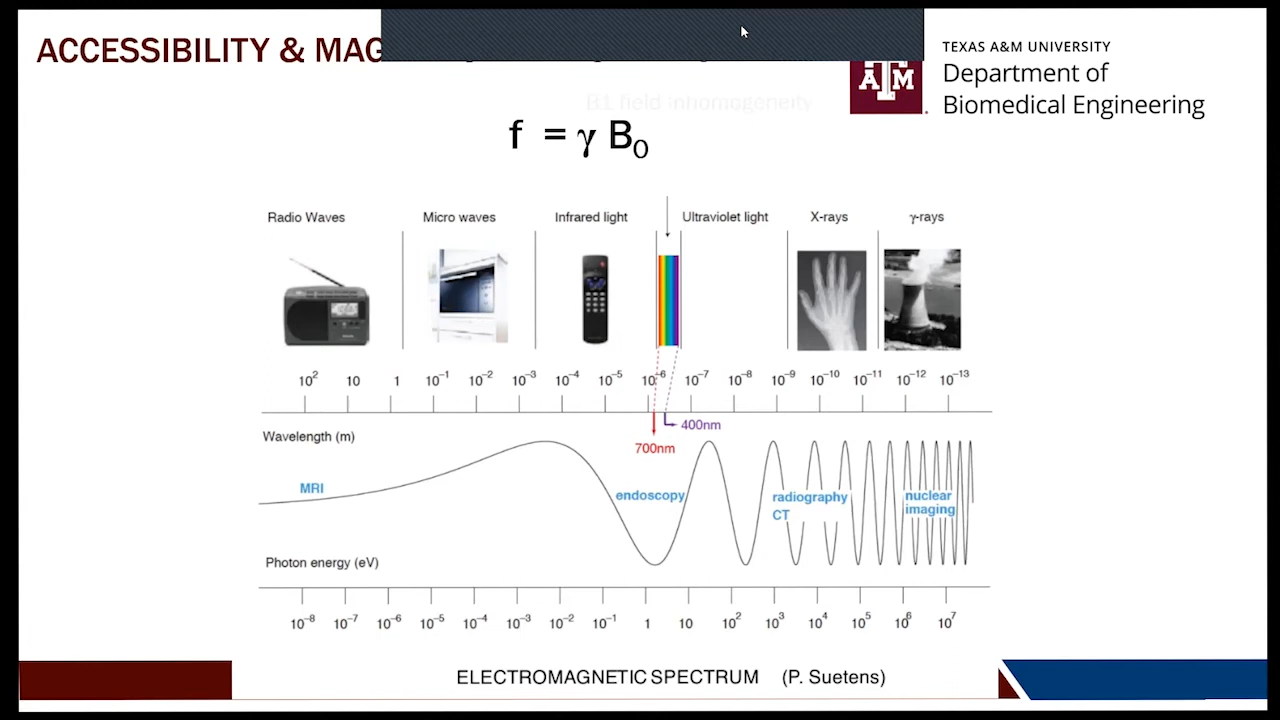 ACCESSIBILITY & MAG
TEXAS A&M UNIVERSITY
Department of
Biomedical Engineering
A M
B1 field inhomogeneity
f = γ B0
Radio Waves
Micro waves
Infrared light
Ultraviolet light
X-rays
γ-rays
10² 10 1 10⁻¹ 10⁻² 10⁻³ 10⁻⁴ 10⁻⁵ 10⁻⁶ 10⁻⁷ 10⁻⁸ 10⁻⁹ 10⁻¹⁰ 10⁻¹¹ 10⁻¹² 10⁻¹³
400nm
700nm
Wavelength (m)
MRI
endoscopy
radiography
CT
nuclear
imaging
Photon energy (eV)
10⁻⁸ 10⁻⁷ 10⁻⁶ 10⁻⁵ 10⁻⁴ 10⁻³ 10⁻² 10⁻¹ 1 10 10² 10³ 10⁴ 10⁵ 10⁶ 10⁷
ELECTROMAGNETIC SPECTRUM (P. Suetens)